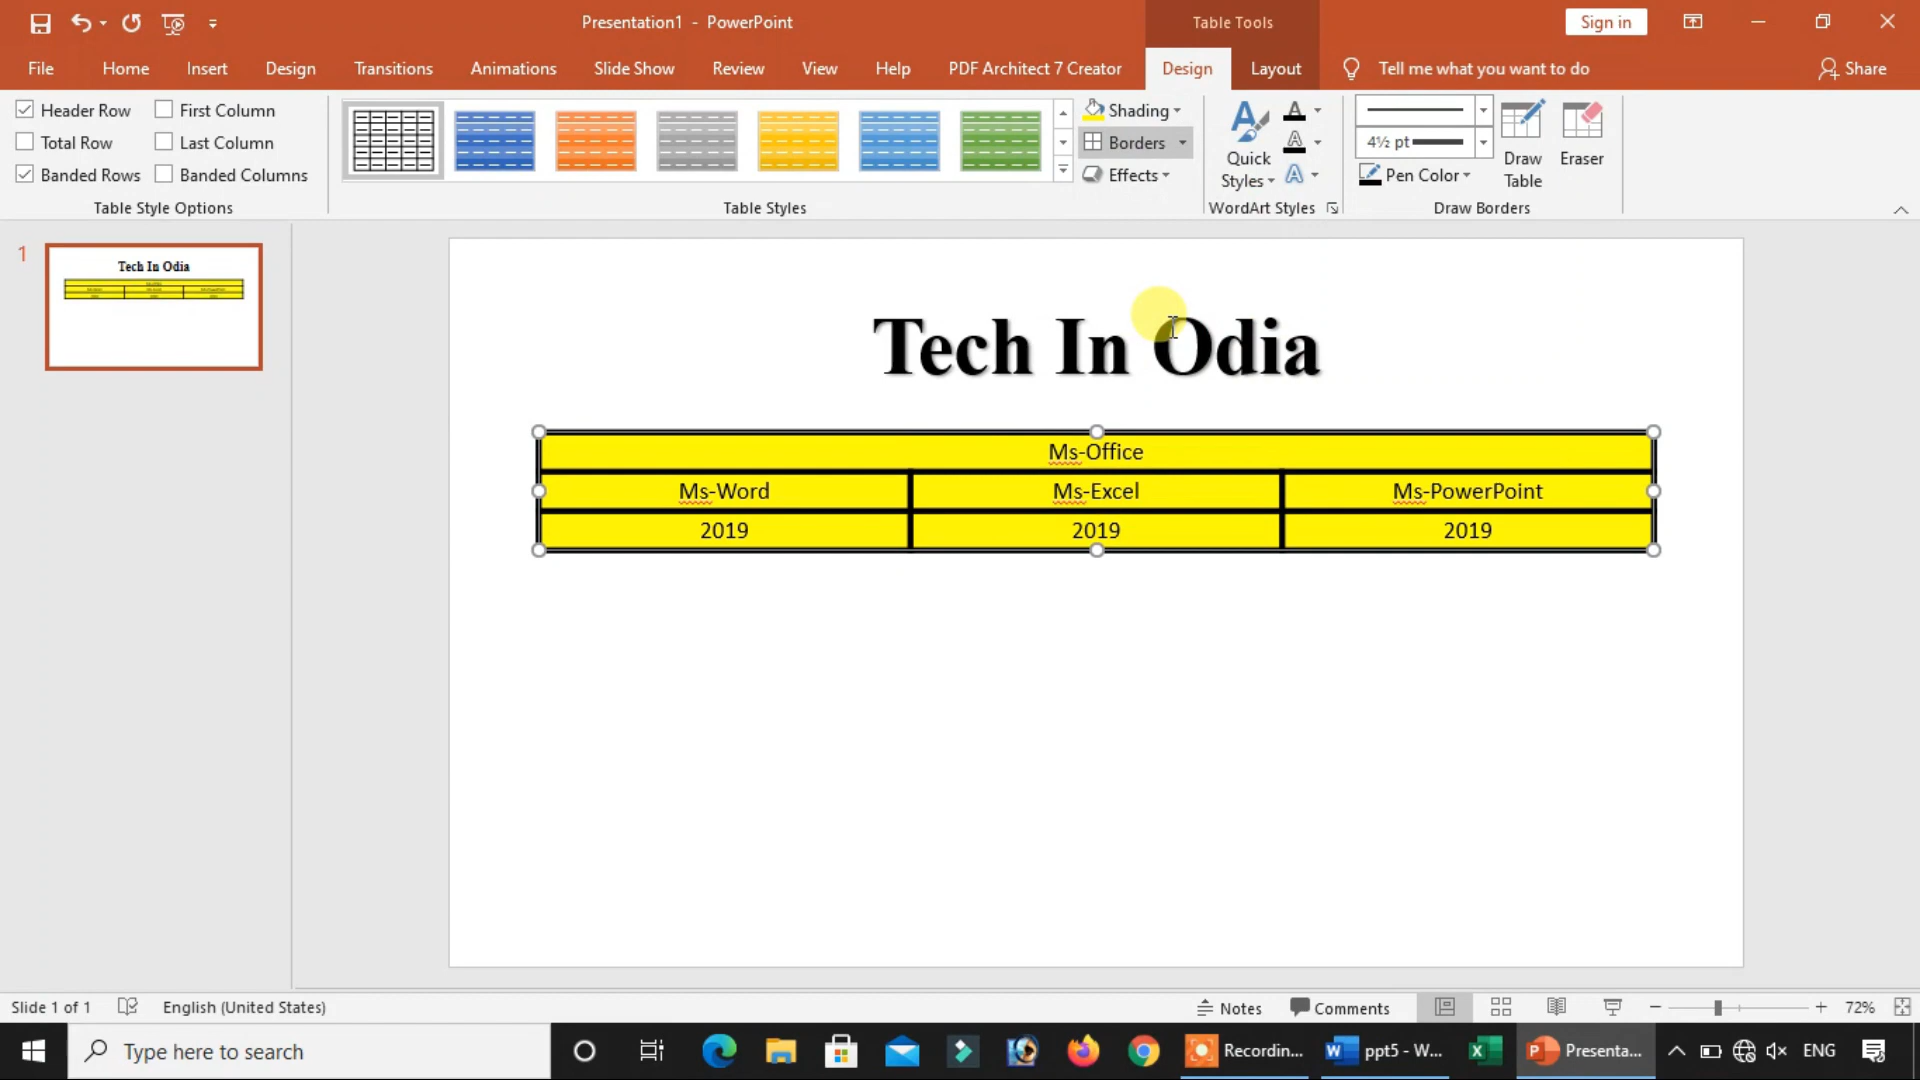 Presentation1 - PowerPoint
Table Tools
Sign in
File Home Insert Design Transitions Animations Slide Show Review View Help PDF Architect 7 Creator Design Layout Tell me what you want to do Share
Header Row First Column
Total Row Last Column
Banded Rows Banded Columns
Table Style Options
Table Styles
Shading
Borders
Effects
Quick
Styles
WordArt Styles
4½ pt
Pen Color
Draw
Table
Eraser
Draw Borders
1
Tech In Odia
Tech In Odia
Ms-Office
Ms-Word Ms-Excel Ms-PowerPoint
2019 2019 2019
Slide 1 of 1 English (United States) Notes Comments 72%
Type here to search Recordin... ppt5 - W... Presenta... ENG